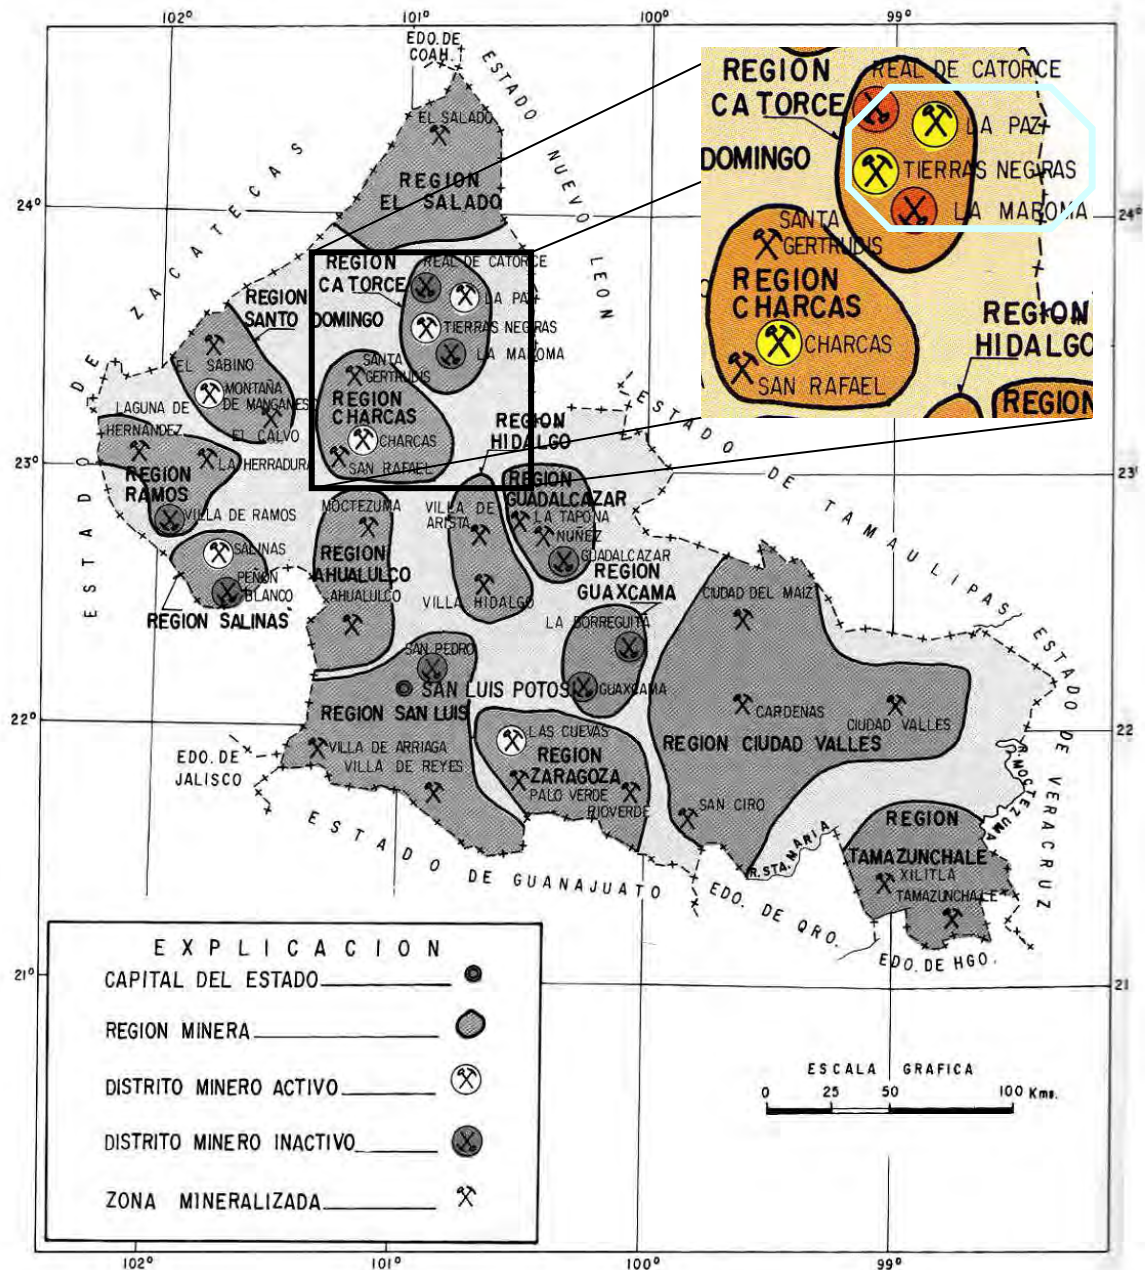 102°
101°
100°
99°
EDO. DE
COAH.
ESTADO NUEVO LEON
ESTADO DE ZACATECAS
EL SALADO
REGION
EL SALADO
24°
REGION
CATORCE
REAL DE CATORCE
LA PAZ
TIERRAS NEGRAS
LA MAROMA
REGION
SANTO DOMINGO
EL SABINO
MONTAÑA
DE MANGANESO
EL CALVO
SANTA
GERTRUDIS
REGION
CHARCAS
CHARCAS
SAN RAFAEL
REGION
CATORCE
REAL DE CATORCE
LA PAZ
DOMINGO
TIERRAS NEGRAS
LA MAROMA
24°
SANTA
GERTRUDIS
REGION
CHARCAS
CHARCAS
SAN RAFAEL
REGION
HIDALGO
REGION
LAGUNA DE
HERNÁNDEZ
LA HERRADURA
REGION
RAMOS
VILLA DE RAMOS
23°
23°
REGION
HIDALGO
VILLA DE
ARISTA
VILLA HIDALGO
REGION
GUADALCAZAR
LA TAPONA
NUÑEZ
GUADALCAZAR
ESTADO DE TAMAULIPAS
MOCTEZUMA
REGION
AHUALULCO
AHUALULCO
SALINAS
PEÑON
BLANCO
REGION SALINAS
REGION
GUAXCAMA
LA BORREGUITA
GUAXCAMA
CIUDAD DEL MAIZ
CARDENAS
CIUDAD VALLES
REGION CIUDAD VALLES
SAN CIRO
SAN PEDRO
SAN LUIS POTOSI
REGION SAN LUIS
VILLA DE ARRIAGA
VILLA DE REYES
22°
22°
EDO. DE
JALISCO
LAS CUEVAS
REGION
ZARAGOZA
PALO VERDE
RIOVERDE
ESTADO DE GUANAJUATO
EDO. DE QRO.
R. STA. MARIA
R. MOCTEZUMA
ESTADO DE VERACRUZ
REGION
TAMAZUNCHALE
XILITLA
TAMAZUNCHALE
EDO. DE HGO.
21°
21
EXPLICACION
CAPITAL DEL ESTADO
REGION MINERA
DISTRITO MINERO ACTIVO
DISTRITO MINERO INACTIVO
ZONA MINERALIZADA
ESCALA GRAFICA
0 25 50 100 Kms.
102°
101°
100°
99°